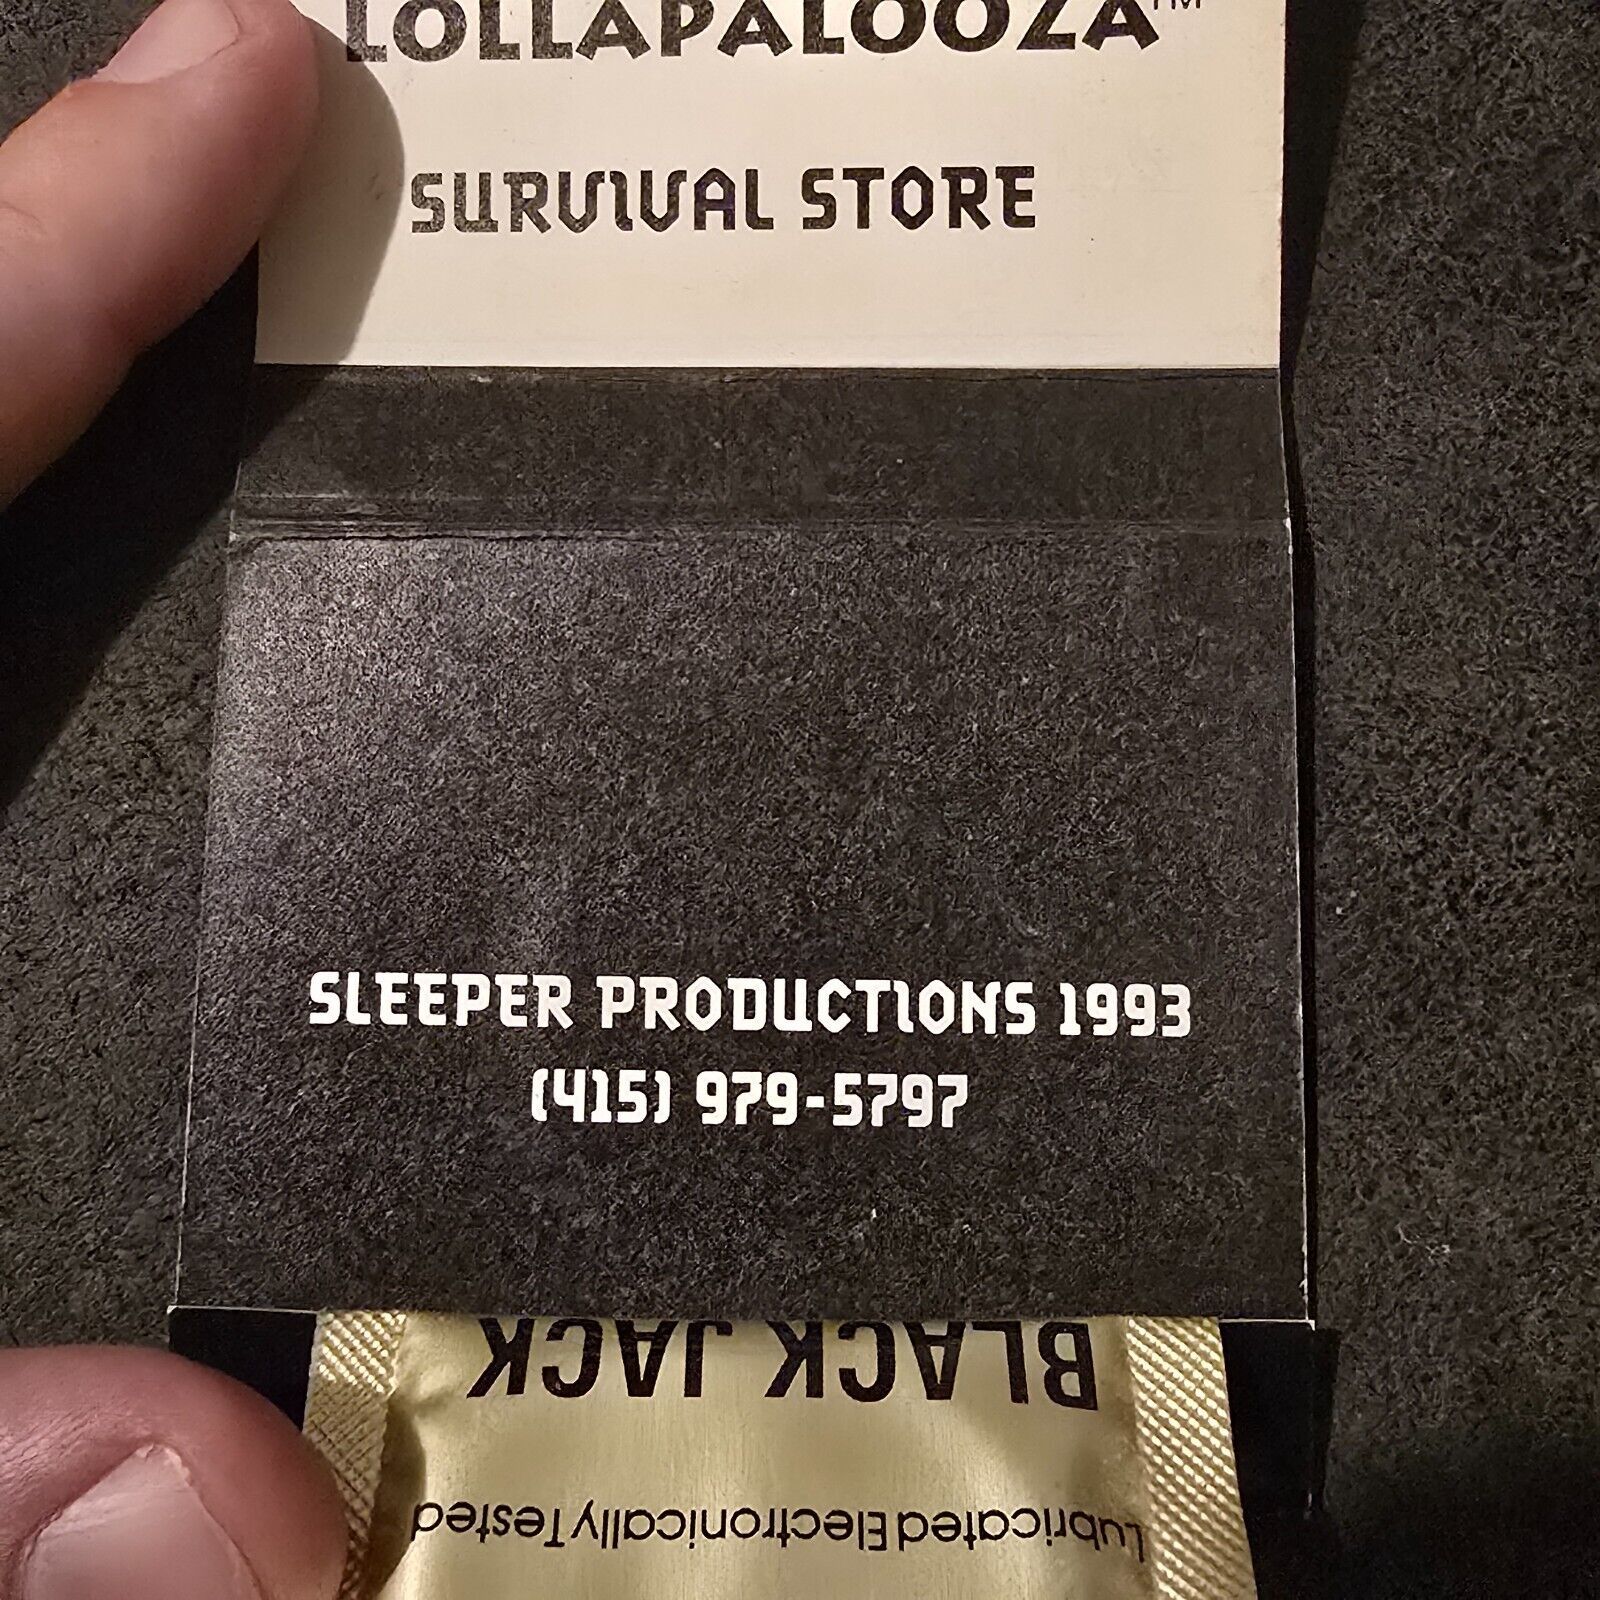 LOLLAPALOOZA™
SURVIVAL STORE
SLEEPER PRODUCTIONS 1993
(415) 979-5797
BLACK JACK
Lubricated Electronically Tested